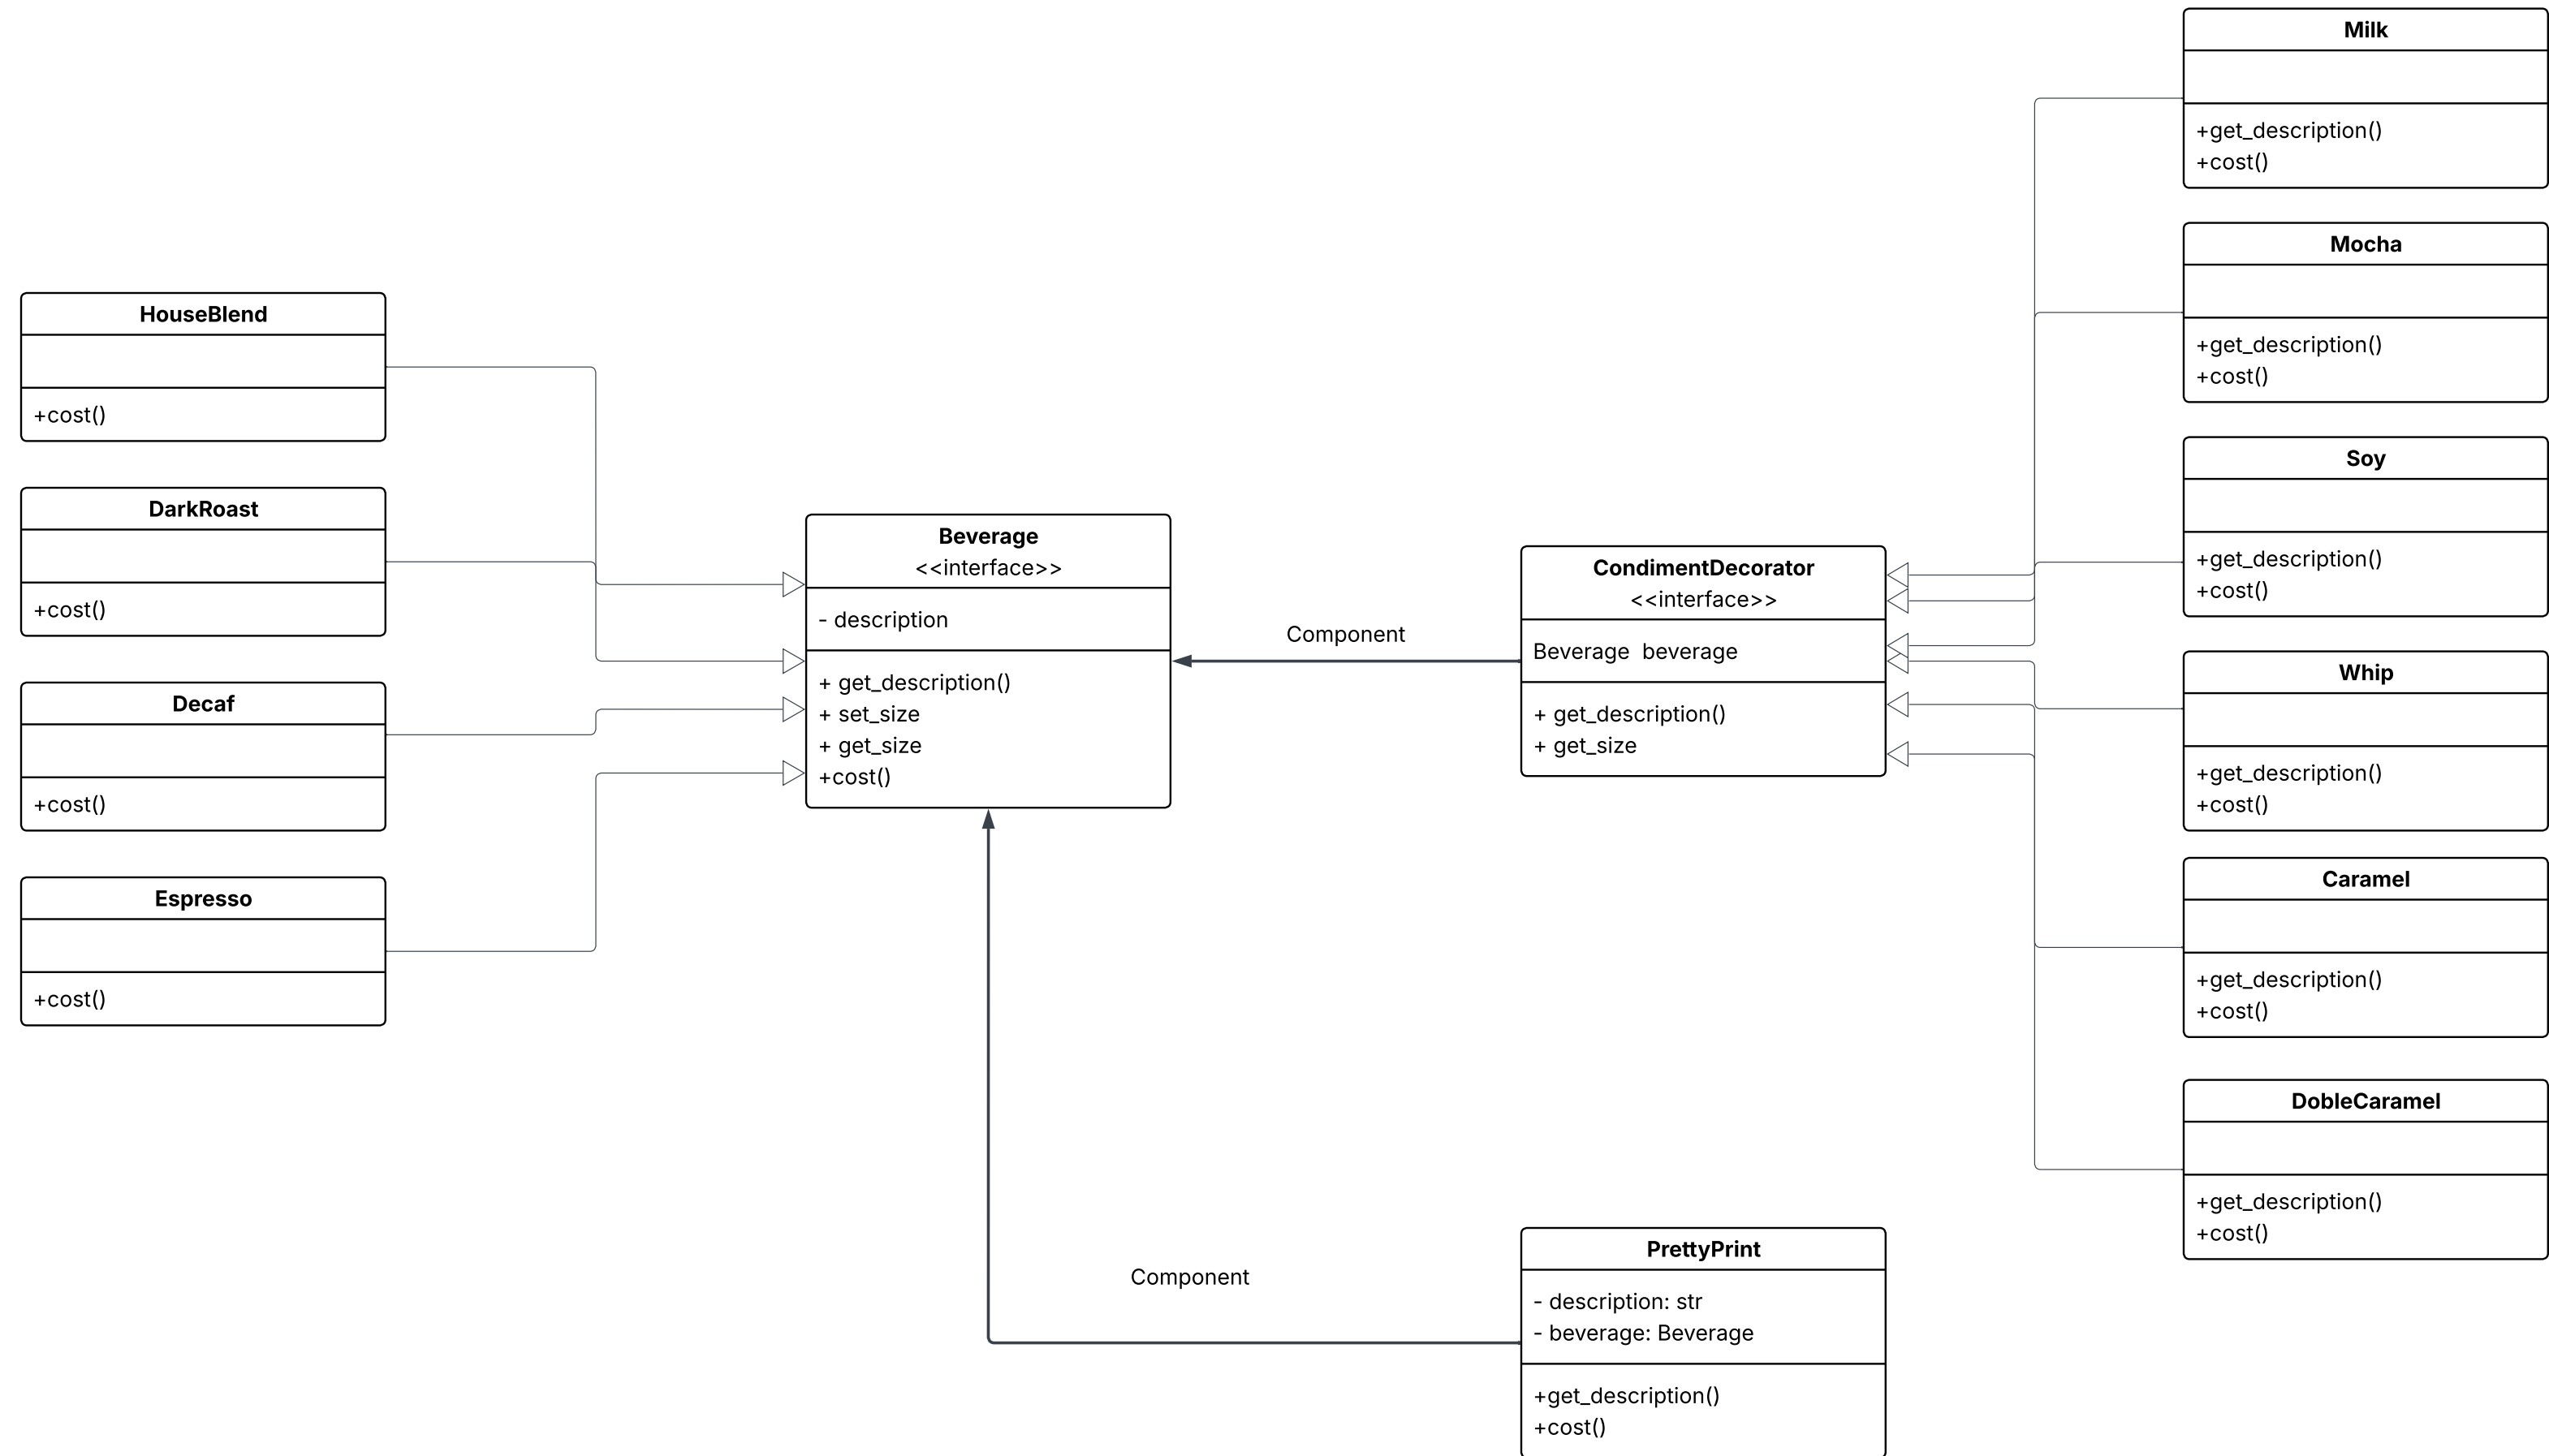 HouseBlend
+cost()
DarkRoast
+cost()
Decaf
+cost()
Espresso
+cost()
Beverage
<<interface>>
- description
+ get_description()
+ set_size
+ get_size
+cost()
Component
CondimentDecorator
<<interface>>
Beverage  beverage
+ get_description()
+ get_size
Component
PrettyPrint
- description: str
- beverage: Beverage
+get_description()
+cost()
Milk
+get_description()
+cost()
Mocha
+get_description()
+cost()
Soy
+get_description()
+cost()
Whip
+get_description()
+cost()
Caramel
+get_description()
+cost()
DobleCaramel
+get_description()
+cost()